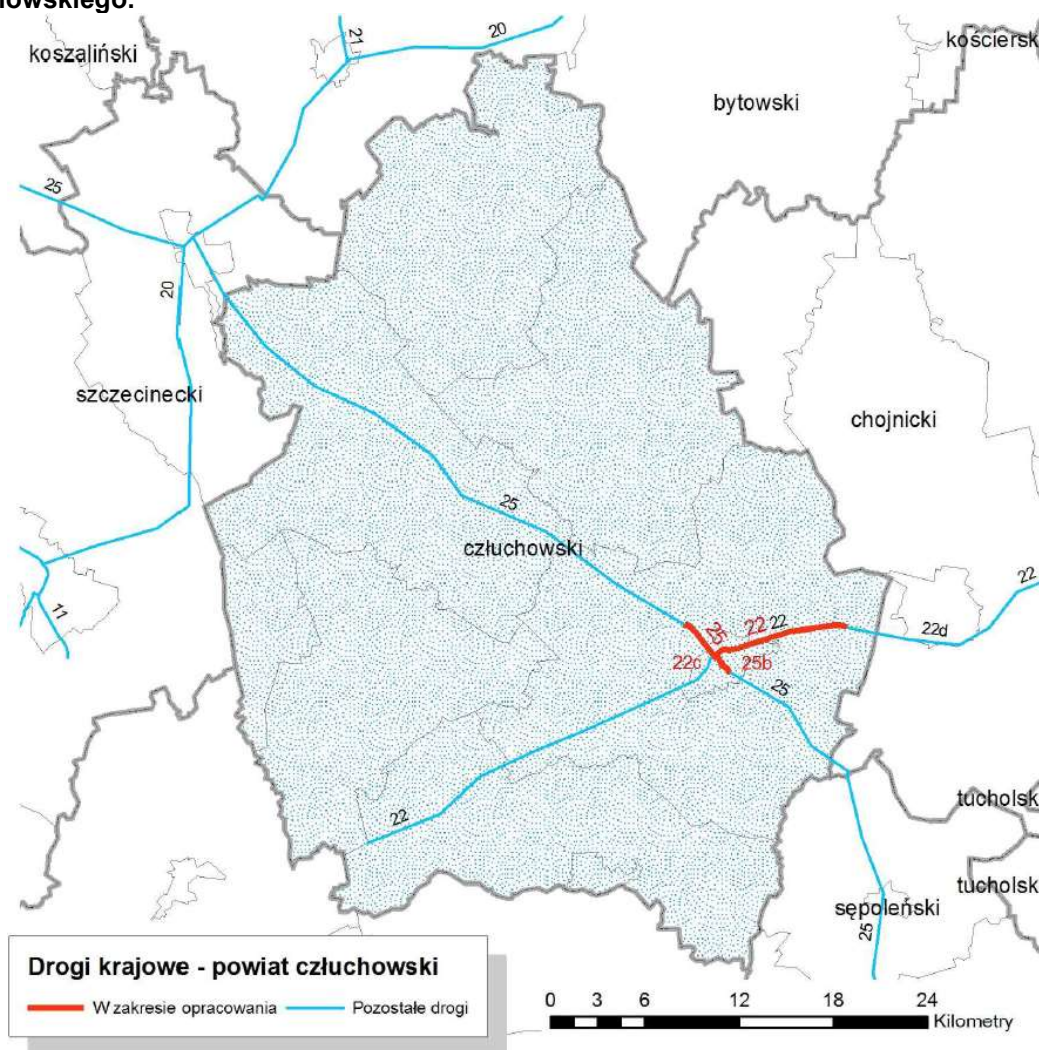 nowskiego.
koszaliński
21
20
kościersk
bytowski
25
20
szczecinecki
chojnicki
25
człuchowski
11
22
22d
25
22
22
22c
25b
25
22
tucholsk
tucholsk
sępoleński
25
Drogi krajowe - powiat człuchowski
W zakresie opracowania
Pozostałe drogi
0 3 6 12 18 24
Kilometry